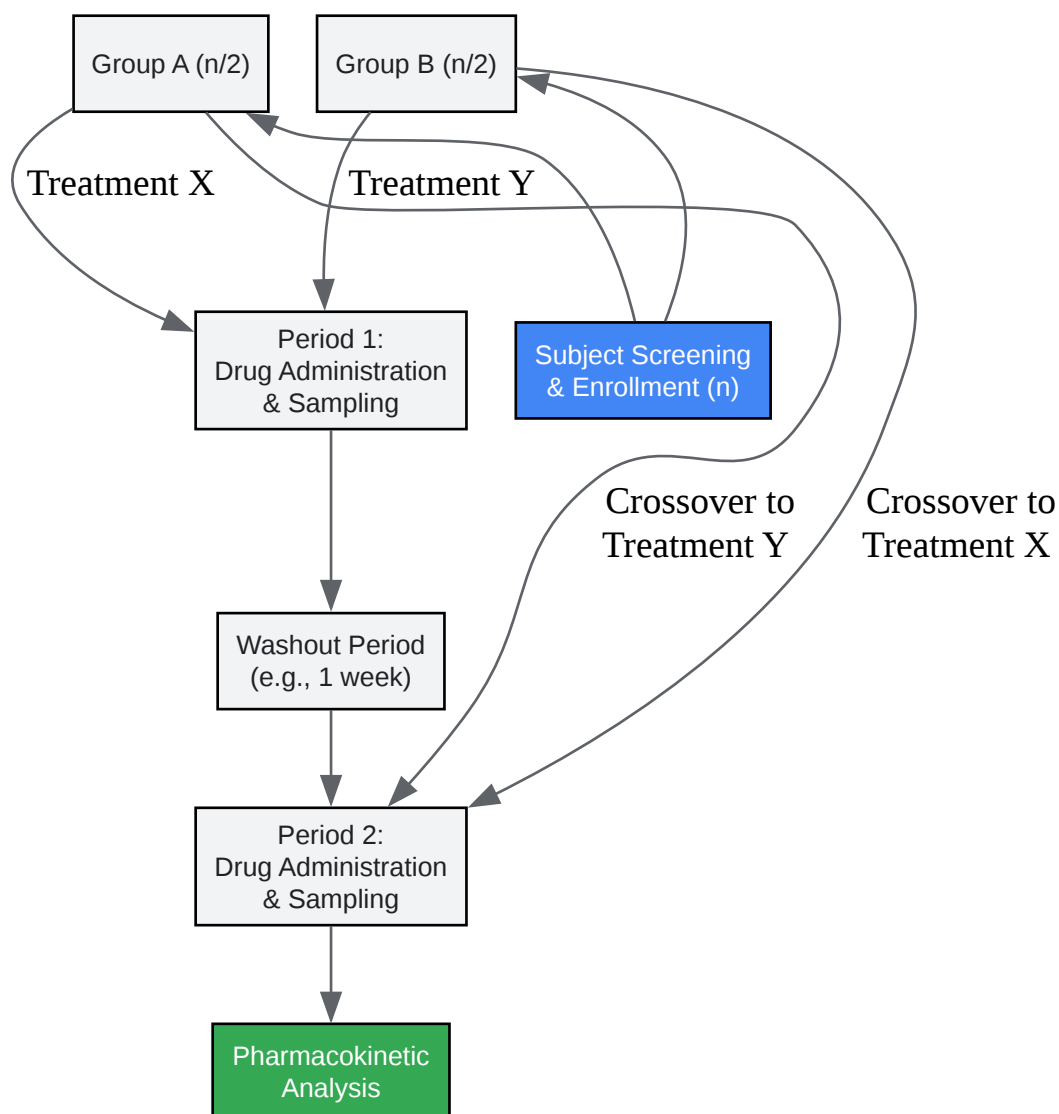 Group A (n/2)
Group B (n/2)
Treatment X
Treatment Y
Period 1:
Drug Administration
& Sampling
Subject Screening
& Enrollment (n)
Crossover to
Treatment Y
Crossover to
Treatment X
Washout Period
(e.g., 1 week)
Period 2:
Drug Administration
& Sampling
Pharmacokinetic
Analysis